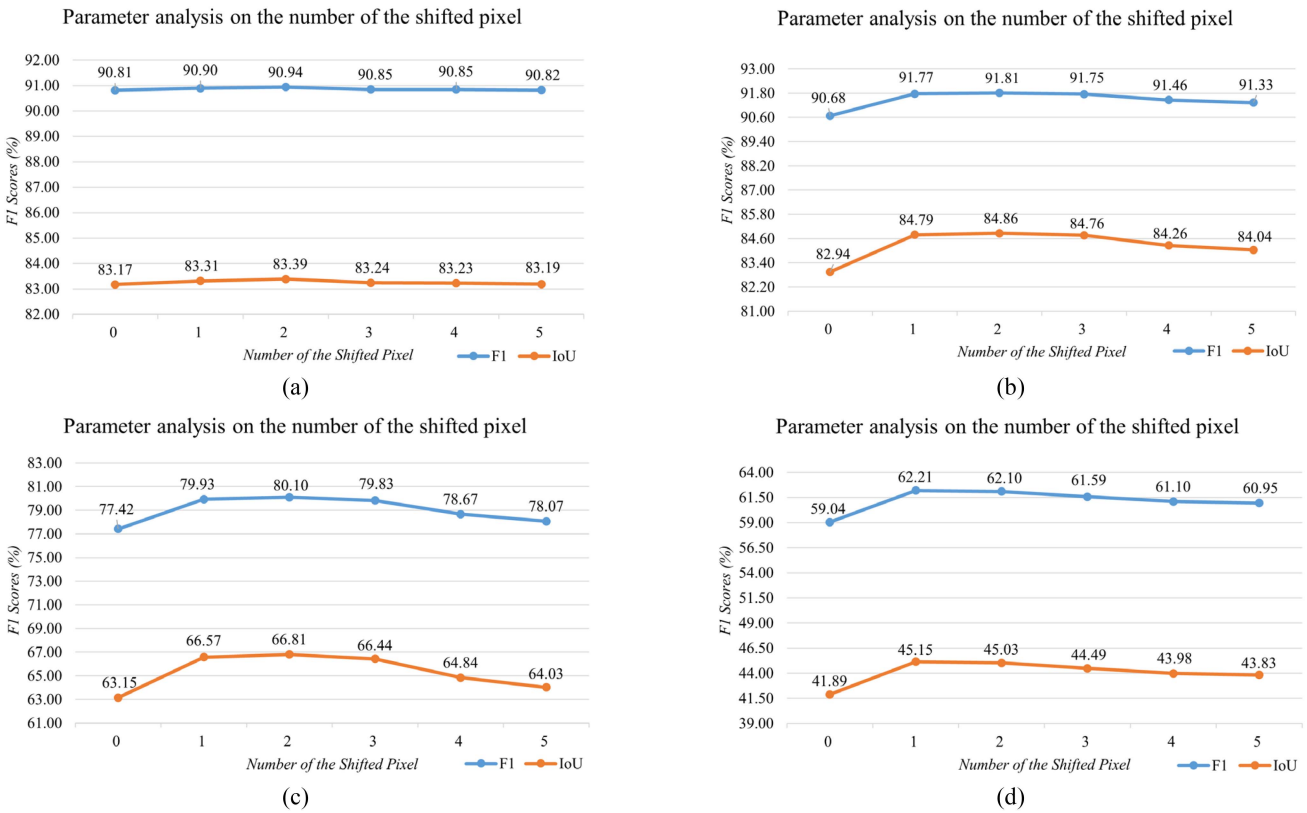 Parameter analysis on the number of the shifted pixel
F1 Scores (%)
92.00
91.00
90.00
89.00
88.00
87.00
86.00
85.00
84.00
83.00
82.00
90.81 90.90 90.94 90.85 90.85 90.82
83.17 83.31 83.39 83.24 83.23 83.19
0 1 2 3 4 5
Number of the Shifted Pixel F1 IoU
(a)
Parameter analysis on the number of the shifted pixel
F1 Scores (%)
93.00
91.80
90.60
89.40
88.20
87.00
85.80
84.60
83.40
82.20
81.00
90.68 91.77 91.81 91.75 91.46 91.33
82.94 84.79 84.86 84.76 84.26 84.04
0 1 2 3 4 5
Number of the Shifted Pixel F1 IoU
(b)
Parameter analysis on the number of the shifted pixel
F1 Scores (%)
83.00
81.00
79.00
77.00
75.00
73.00
71.00
69.00
67.00
65.00
63.00
61.00
77.42 79.93 80.10 79.83 78.67 78.07
63.15 66.57 66.81 66.44 64.84 64.03
0 1 2 3 4 5
Number of the Shifted Pixel F1 IoU
(c)
Parameter analysis on the number of the shifted pixel
F1 Scores (%)
64.00
61.50
59.00
56.50
54.00
51.50
49.00
46.50
44.00
41.50
39.00
59.04 62.21 62.10 61.59 61.10 60.95
41.89 45.15 45.03 44.49 43.98 43.83
0 1 2 3 4 5
Number of the Shifted Pixel F1 IoU
(d)